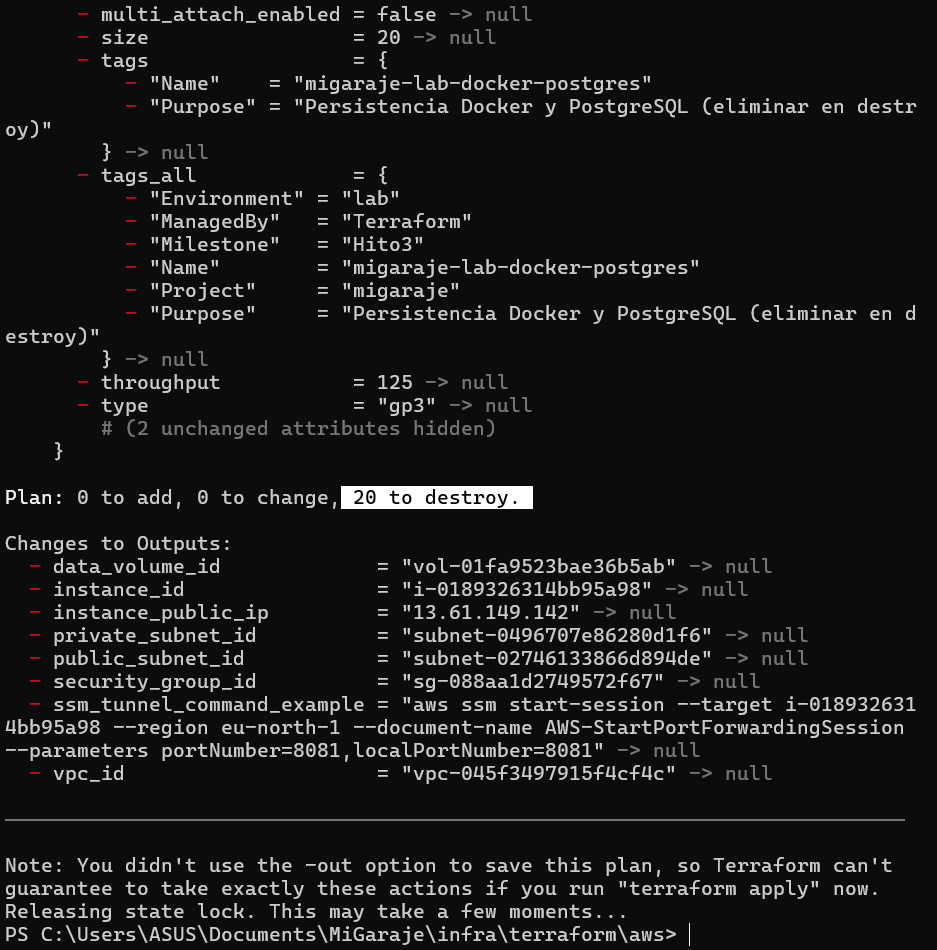 - multi_attach_enabled = false -> null
- size                 = 20 -> null
- tags                 = {
- "Name"    = "migaraje-lab-docker-postgres"
- "Purpose" = "Persistencia Docker y PostgreSQL (eliminar en destr
oy)"
} -> null
- tags_all             = {
- "Environment" = "lab"
- "ManagedBy"   = "Terraform"
- "Milestone"   = "Hito3"
- "Name"        = "migaraje-lab-docker-postgres"
- "Project"     = "migaraje"
- "Purpose"     = "Persistencia Docker y PostgreSQL (eliminar en d
estroy)"
} -> null
- throughput           = 125 -> null
- type                 = "gp3" -> null
# (2 unchanged attributes hidden)
}
Plan: 0 to add, 0 to change, 20 to destroy.
Changes to Outputs:
- data_volume_id             = "vol-01fa9523bae36b5ab" -> null
- instance_id                = "i-0189326314bb95a98" -> null
- instance_public_ip         = "13.61.149.142" -> null
- private_subnet_id          = "subnet-0496707e86280d1f6" -> null
- public_subnet_id           = "subnet-02746133866d894de" -> null
- security_group_id          = "sg-088aa1d2749572f67" -> null
- ssm_tunnel_command_example = "aws ssm start-session --target i-018932631
4bb95a98 --region eu-north-1 --document-name AWS-StartPortForwardingSession
--parameters portNumber=8081,localPortNumber=8081" -> null
- vpc_id                     = "vpc-045f3497915f4cf4c" -> null
Note: You didn't use the -out option to save this plan, so Terraform can't
guarantee to take exactly these actions if you run "terraform apply" now.
Releasing state lock. This may take a few moments...
PS C:\Users\ASUS\Documents\MiGaraje\infra\terraform\aws>